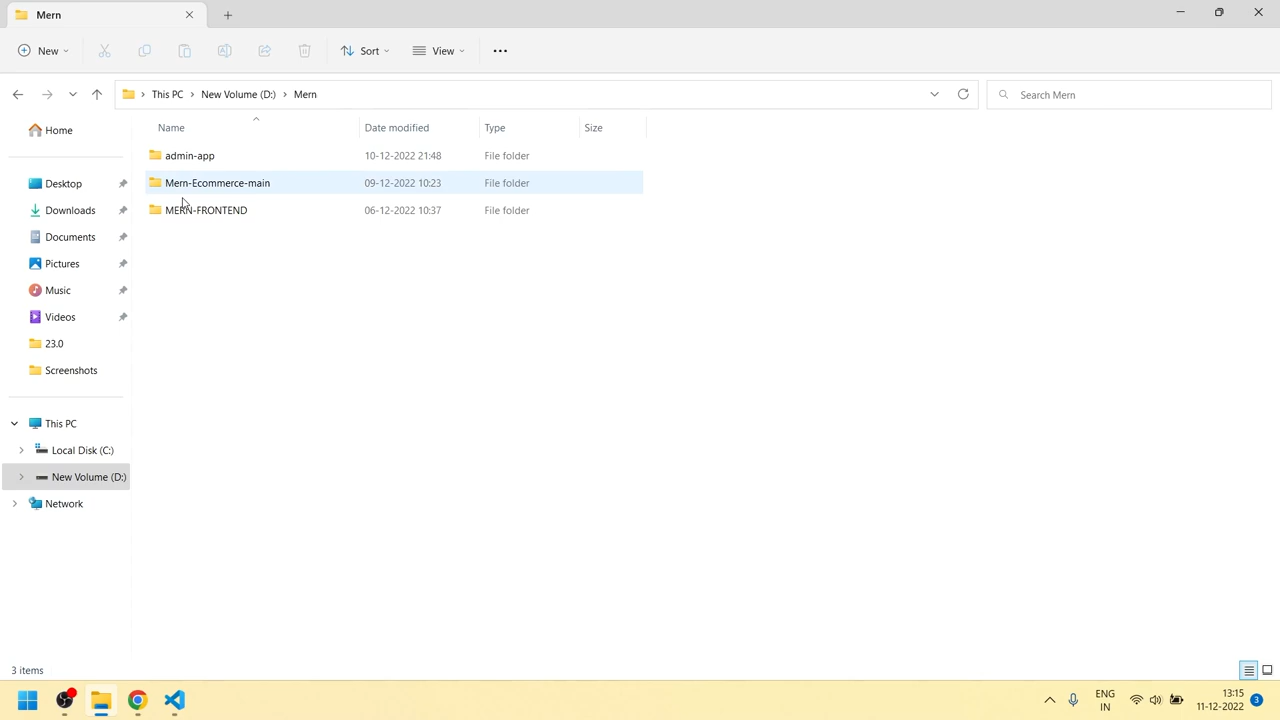 Mern
New
Sort
View
This PC
New Volume (D:)
Mern
Search Mern
Home
Name
Date modified
Type
Size
admin-app
10-12-2022 21:48
File folder
Mern-Ecommerce-main
09-12-2022 10:23
File folder
MERN-FRONTEND
06-12-2022 10:37
File folder
Desktop
Downloads
Documents
Pictures
Music
Videos
23.0
Screenshots
This PC
Local Disk (C:)
New Volume (D:)
Network
3 items
ENG
IN
13:15
11-12-2022
3